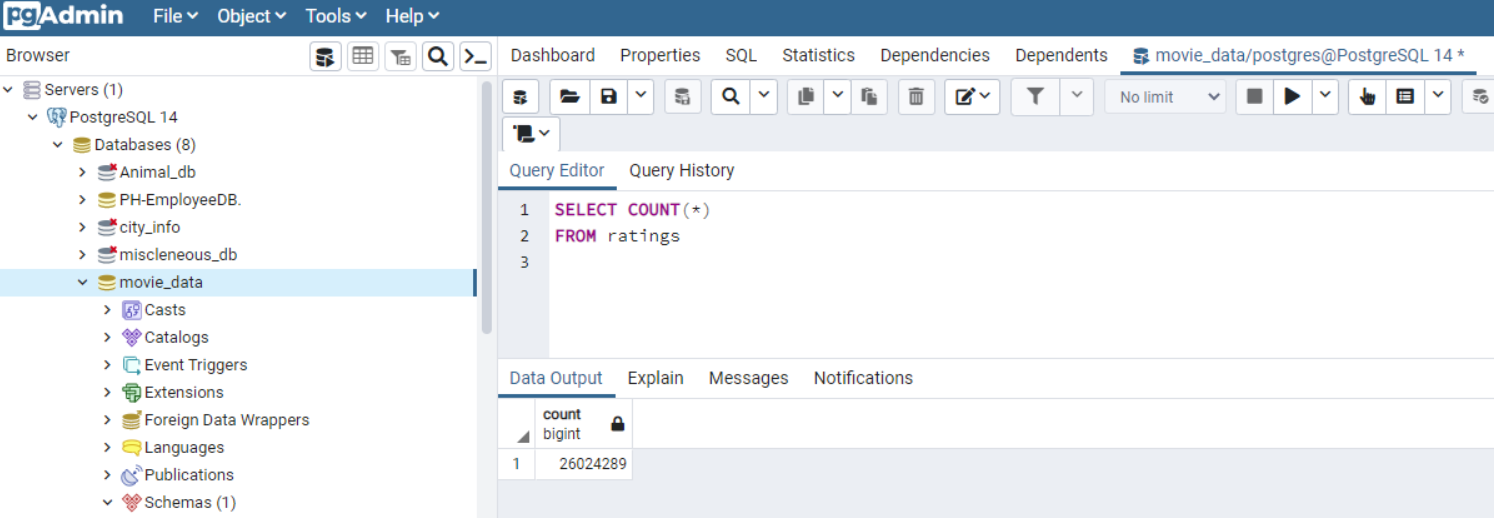 pgAdmin File Object Tools Help
Browser
Dashboard Properties SQL Statistics Dependencies Dependents movie_data/postgres@PostgreSQL 14 *
Servers (1)
PostgreSQL 14
Databases (8)
Animal_db
PH-EmployeeDB.
city_info
miscleneous_db
movie_data
Casts
Catalogs
Event Triggers
Extensions
Foreign Data Wrappers
Languages
Publications
Schemas (1)
No limit
Query Editor Query History
1 SELECT COUNT(*)
2 FROM ratings
3
Data Output Explain Messages Notifications
count
bigint
1 26024289